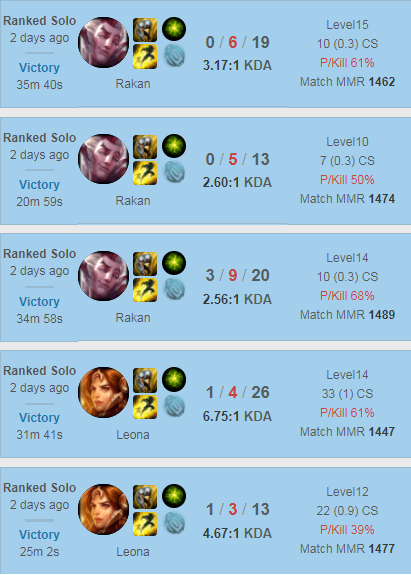 Ranked Solo
2 days ago
Victory
35m 40s
Rakan
0 / 6 / 19
3.17:1 KDA
Level15
10 (0.3) CS
P/Kill 61%
Match MMR 1462
Ranked Solo
2 days ago
Victory
20m 59s
Rakan
0 / 5 / 13
2.60:1 KDA
Level10
7 (0.3) CS
P/Kill 50%
Match MMR 1474
Ranked Solo
2 days ago
Victory
34m 58s
Rakan
3 / 9 / 20
2.56:1 KDA
Level14
10 (0.3) CS
P/Kill 68%
Match MMR 1489
Ranked Solo
2 days ago
Victory
31m 41s
Leona
1 / 4 / 26
6.75:1 KDA
Level14
33 (1) CS
P/Kill 61%
Match MMR 1447
Ranked Solo
2 days ago
Victory
25m 2s
Leona
1 / 3 / 13
4.67:1 KDA
Level12
22 (0.9) CS
P/Kill 39%
Match MMR 1477